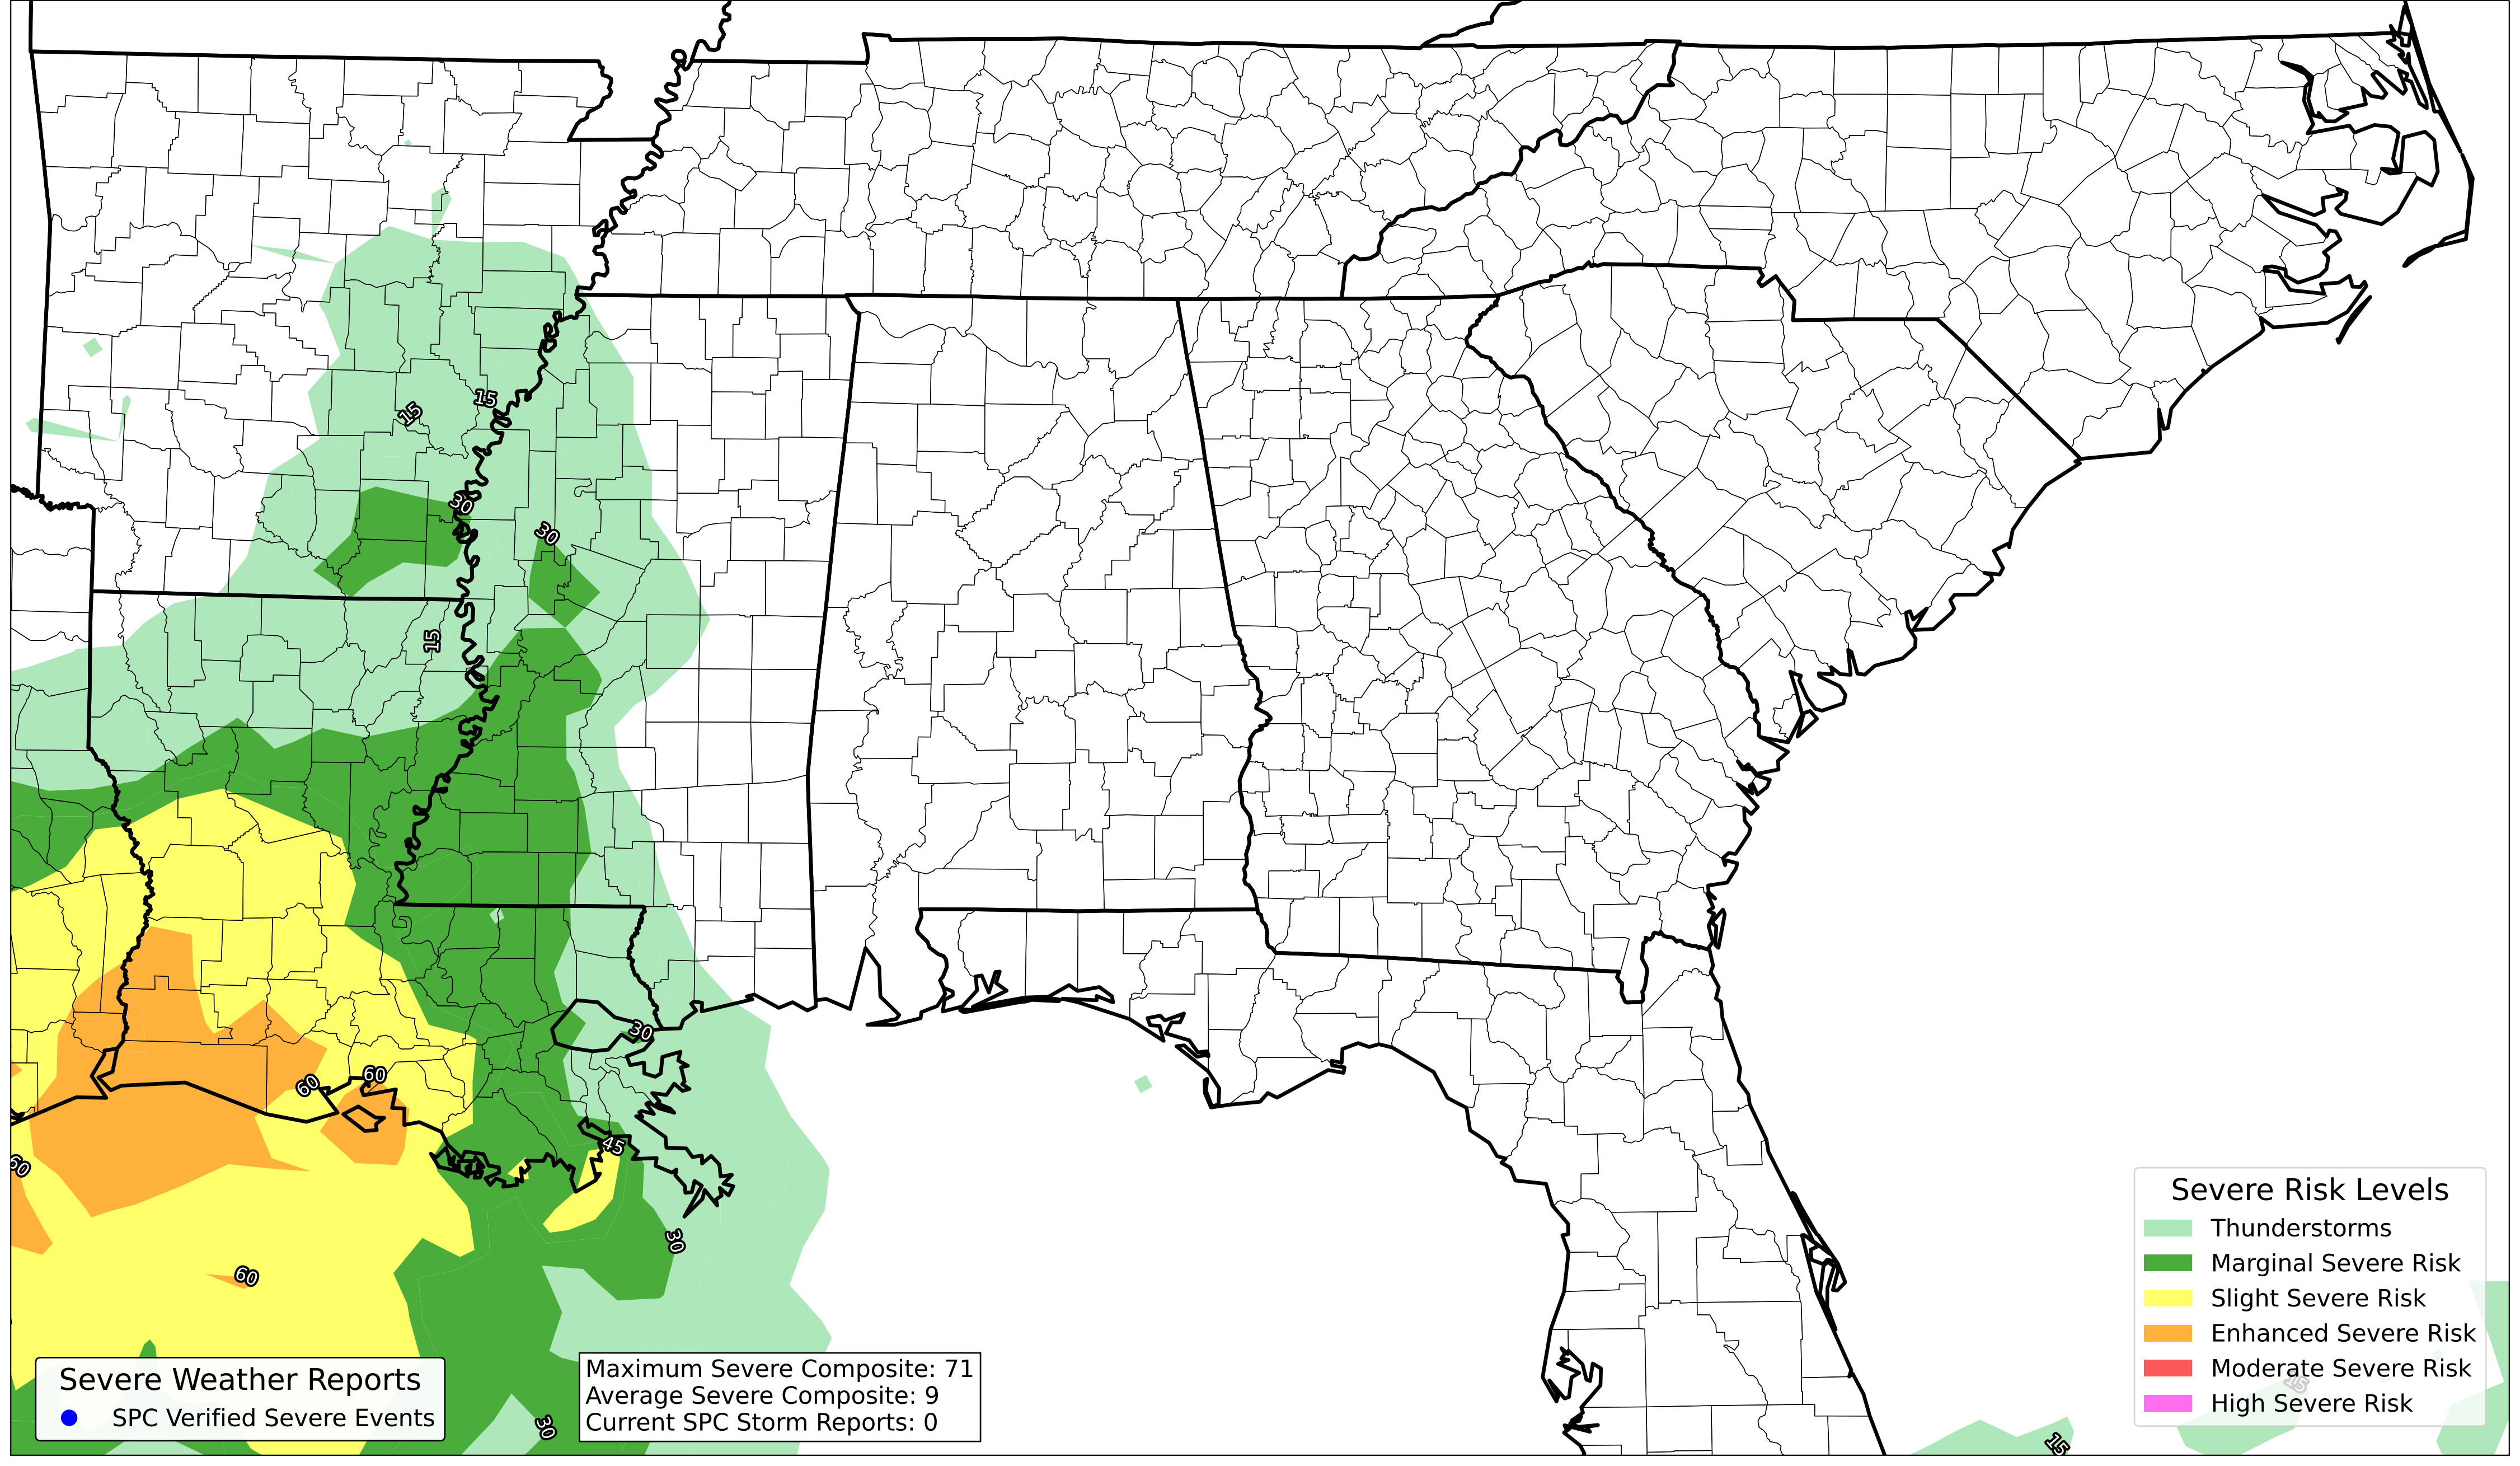 15
15
30
30
15
30
60
60
45
60
30
60
30
15
15
Severe Risk Levels
Thunderstorms
Marginal Severe Risk
Slight Severe Risk
Enhanced Severe Risk
Moderate Severe Risk
High Severe Risk
Severe Weather Reports
SPC Verified Severe Events
Maximum Severe Composite: 71
Average Severe Composite: 9
Current SPC Storm Reports: 0